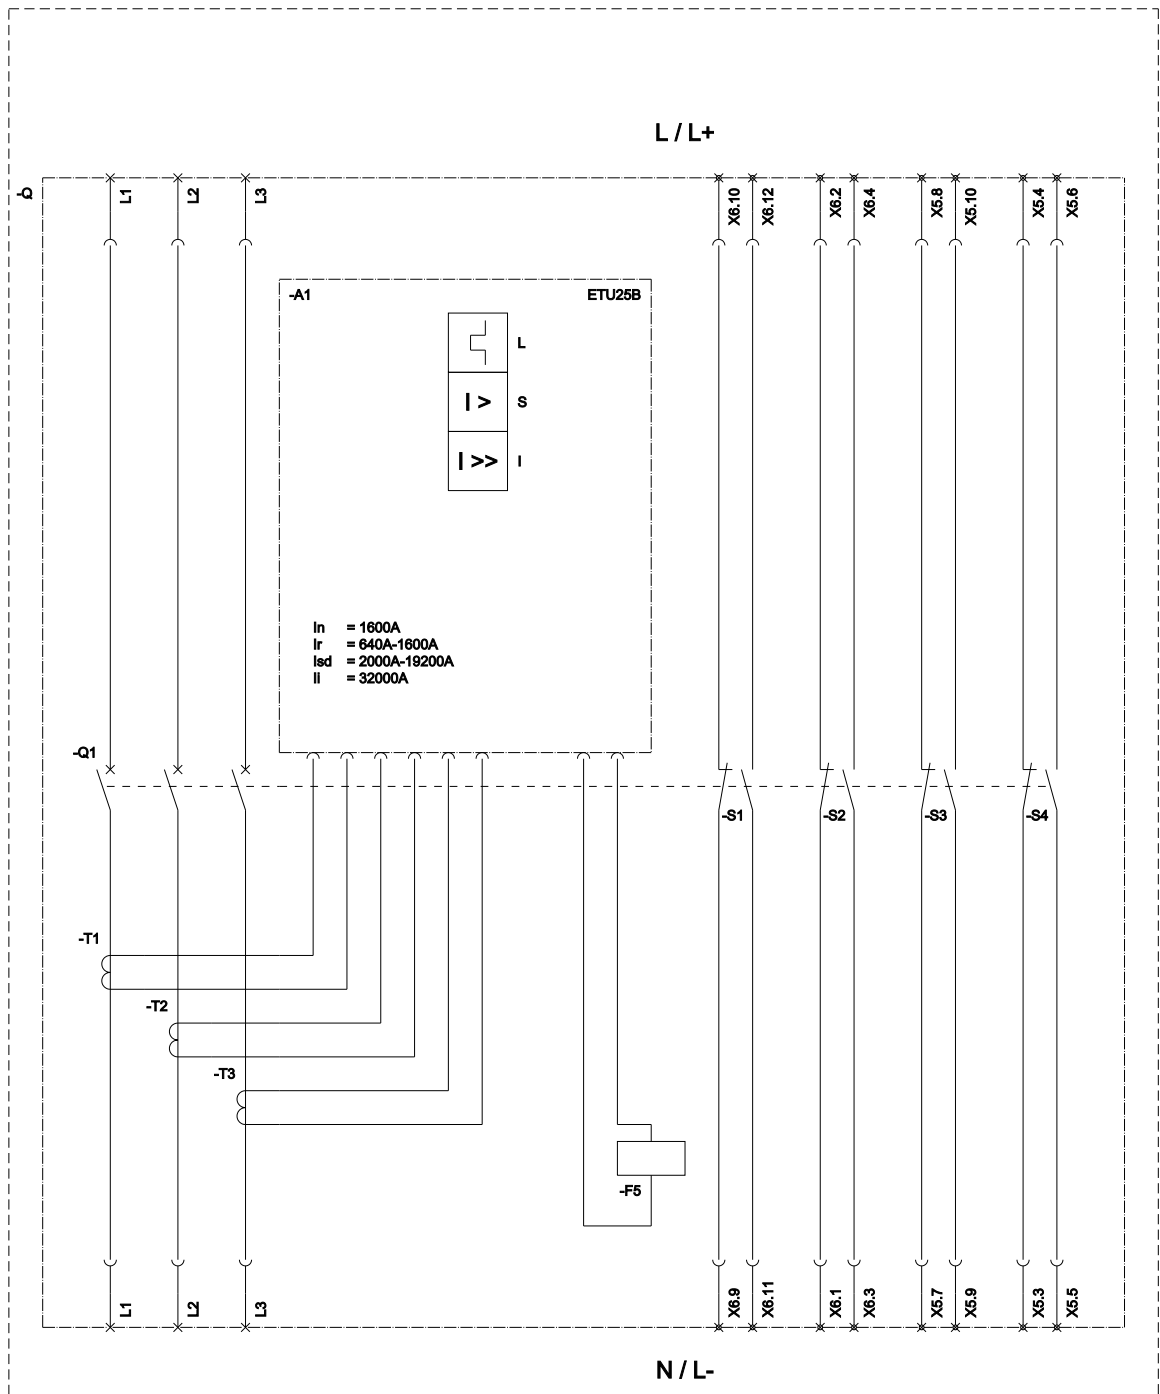 L / L+
-Q
L1
L2
L3
X6.10
X6.12
X6.2
X6.4
X5.8
X5.10
X5.4
X5.6
-A1 ETU25B
L
I > S
I >> I
In = 1600A
Ir = 640A-1600A
Isd = 2000A-19200A
Ii = 32000A
-Q1
-S1
-S2
-S3
-S4
-T1
-T2
-T3
-F5
L1
L2
L3
X6.9
X6.11
X6.1
X6.3
X5.7
X5.9
X5.3
X5.5
N / L-